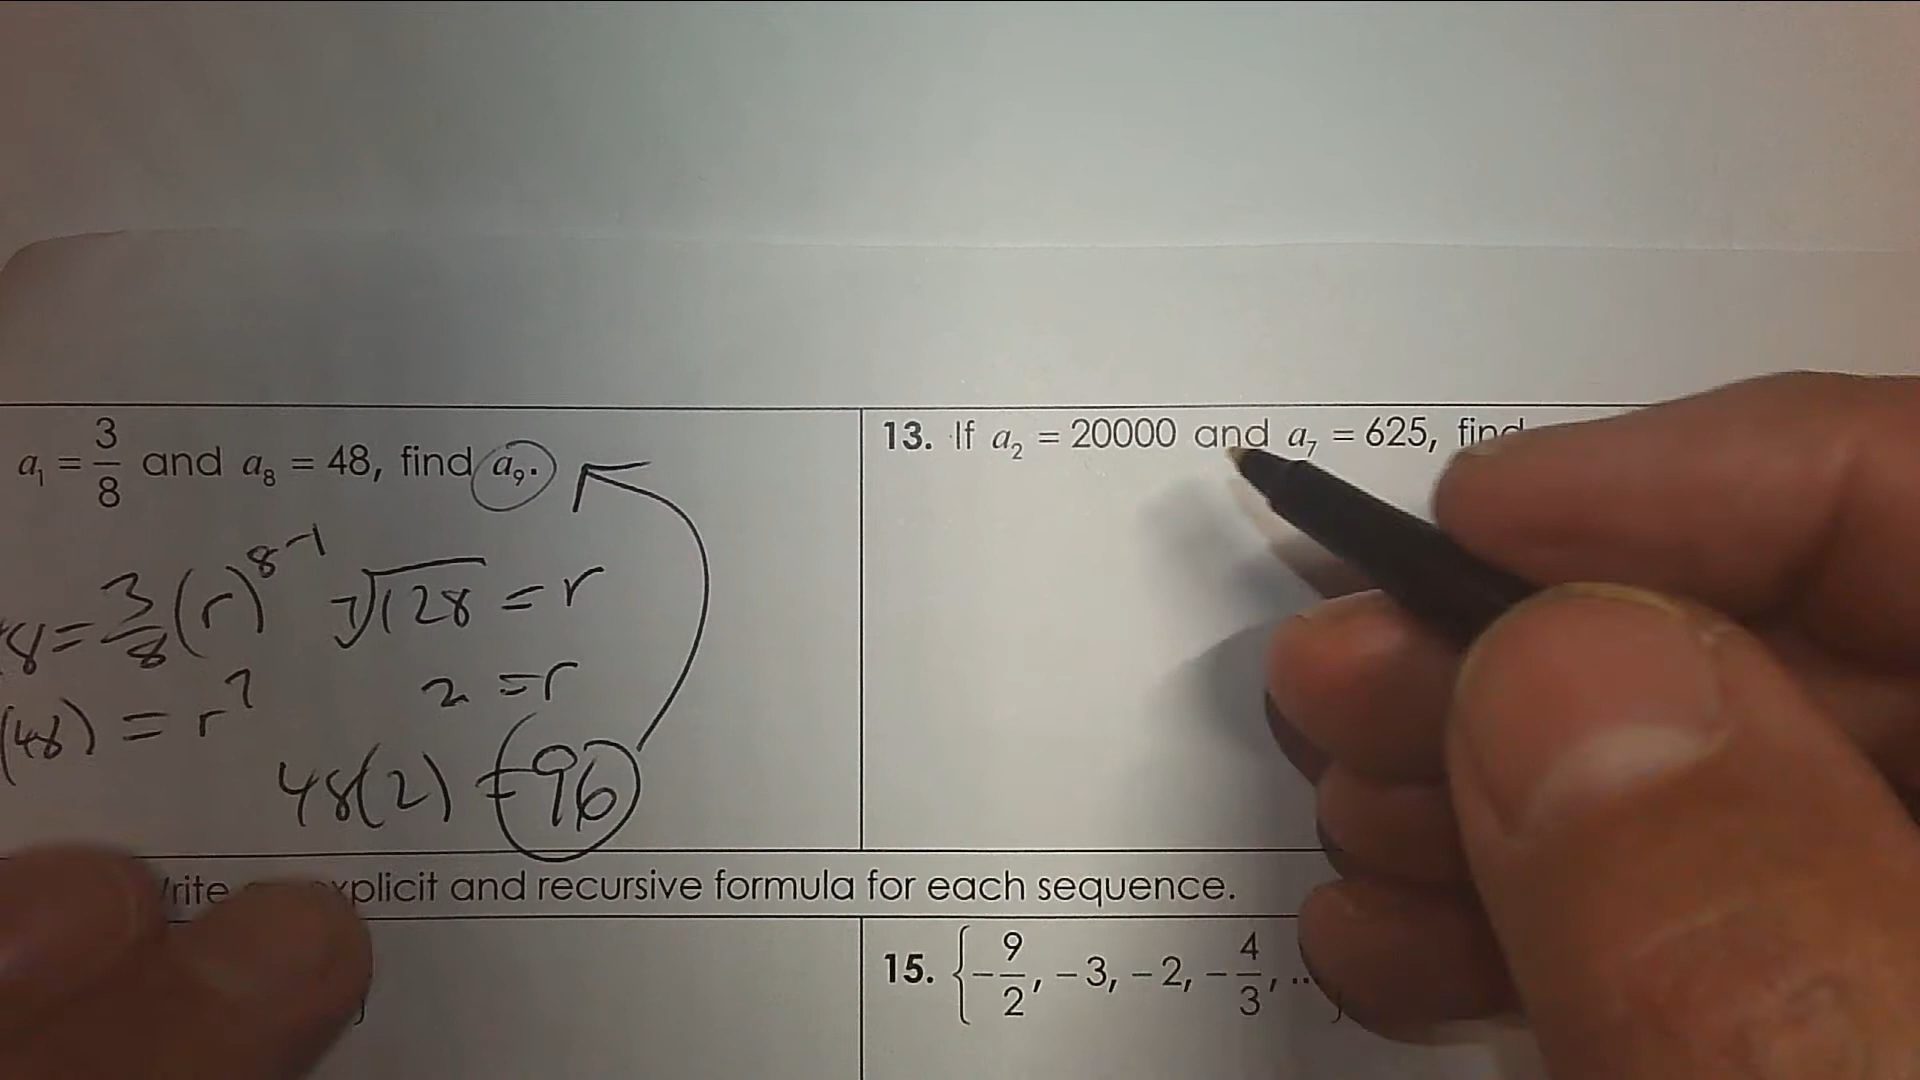 a₁ = 3/8 and a₈ = 48, find a₉.
8 = 3/8 (r)⁸⁻¹ ⁷√128 = r
(48) = r⁷ 2 = r
48(2) = 96
13. If a₂ = 20000 and a₇ = 625, find
explicit and recursive formula for each sequence.
15. {-9/2, -3, -2, -4/3, ...